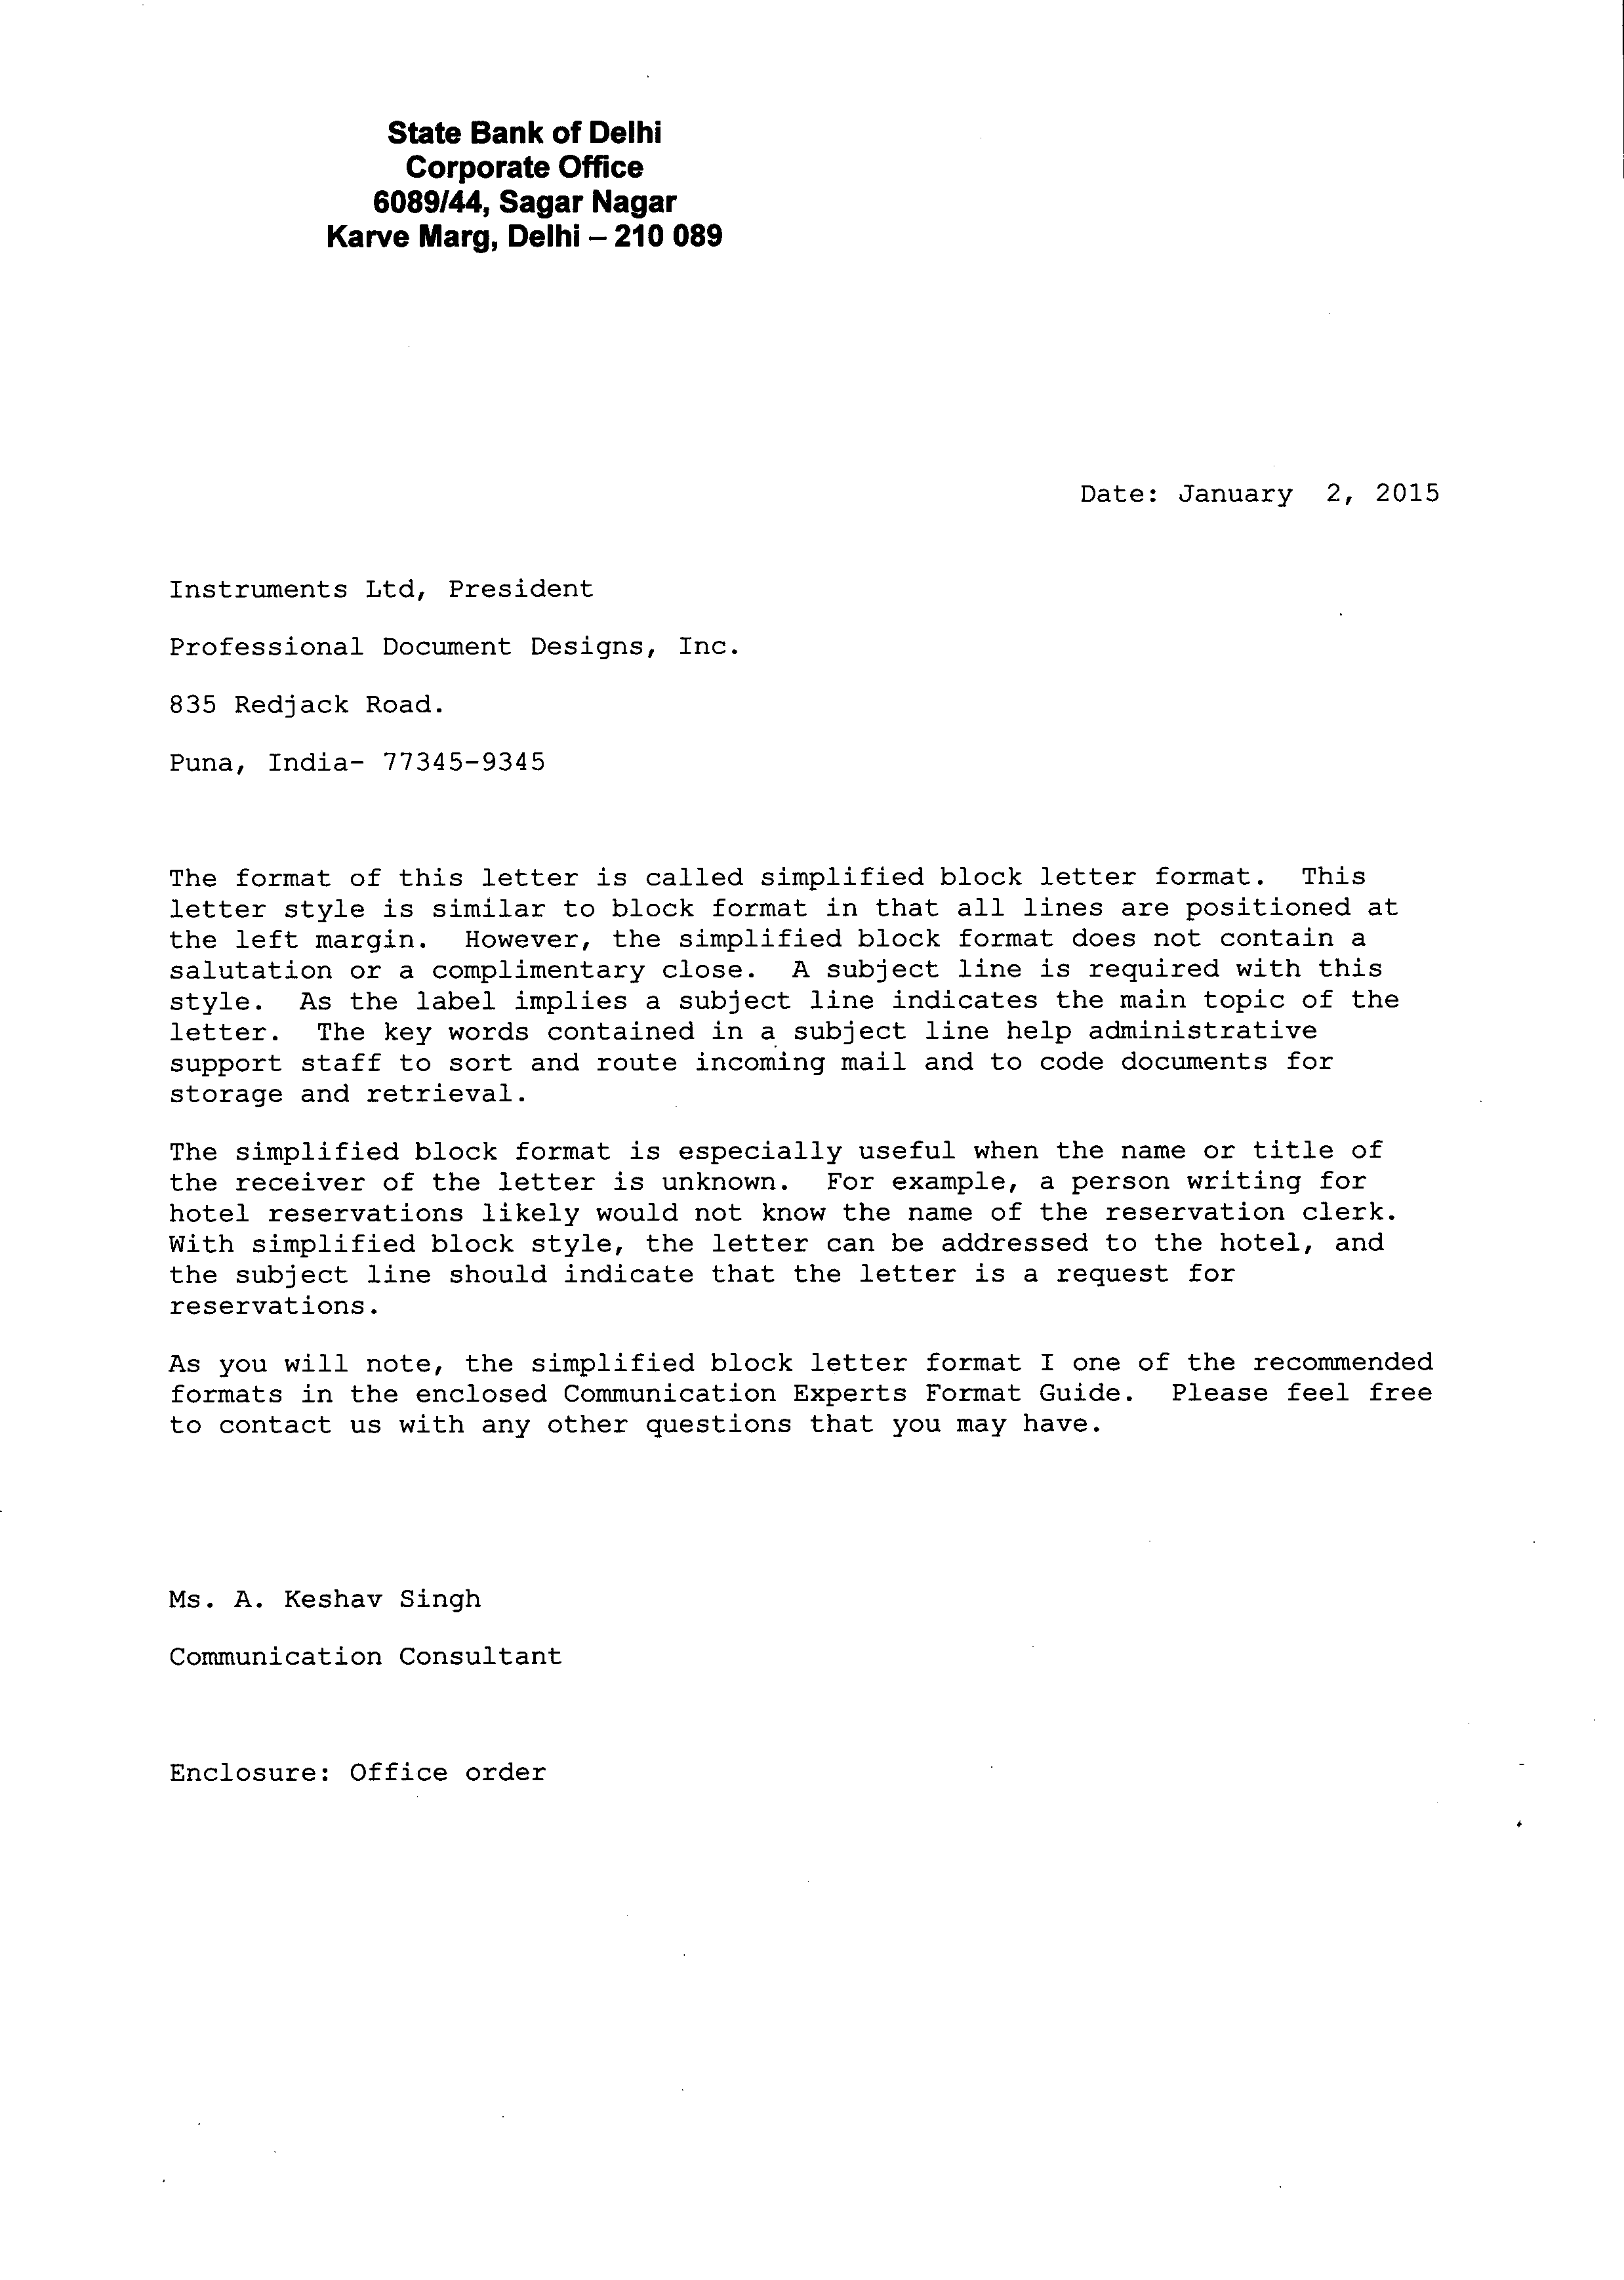 State Bank of Delhi
Corporate Office
6089/44, Sagar Nagar
Karve Marg, Delhi – 210 089
Date: January  2, 2015
Instruments Ltd, President
Professional Document Designs, Inc.
835 Redjack Road.
Puna, India- 77345-9345
The format of this letter is called simplified block letter format.  This
letter style is similar to block format in that all lines are positioned at
the left margin.  However, the simplified block format does not contain a
salutation or a complimentary close.  A subject line is required with this
style.  As the label implies a subject line indicates the main topic of the
letter.  The key words contained in a subject line help administrative
support staff to sort and route incoming mail and to code documents for
storage and retrieval.
The simplified block format is especially useful when the name or title of
the receiver of the letter is unknown.  For example, a person writing for
hotel reservations likely would not know the name of the reservation clerk.
With simplified block style, the letter can be addressed to the hotel, and
the subject line should indicate that the letter is a request for
reservations.
As you will note, the simplified block letter format I one of the recommended
formats in the enclosed Communication Experts Format Guide.  Please feel free
to contact us with any other questions that you may have.
Ms. A. Keshav Singh
Communication Consultant
Enclosure: Office order